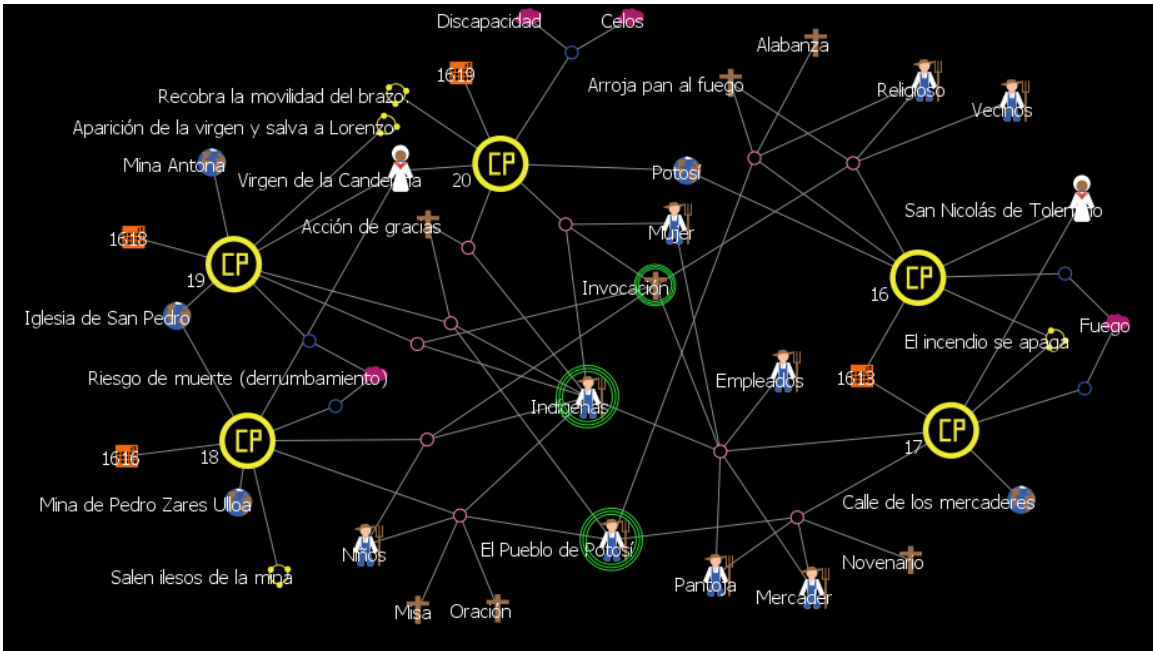 Discapacidad
Celos
Alabanza
1619
Arroja pan al fuego
Religioso
Recobra la movilidad del brazo.
Vecinos
Aparición de la virgen y salva a Lorenzo
Mina Antona
CP
20
Virgen de la Candelaria
Potosí
San Nicolás de Tolentino
Acción de gracias
Mujer
1618
CP
19
Invocación
CP
16
Iglesia de San Pedro
Fuego
El incendio se apaga
Riesgo de muerte (derrumbamiento)
Empleados
1613
Indígenas
CP
18
CP
17
1616
Mina de Pedro Zares Ulloa
Calle de los mercaderes
Niños
El Pueblo de Potosí
Novenario
Salen ilesos de la mina
Pantoja
Mercader
Misa
Oración